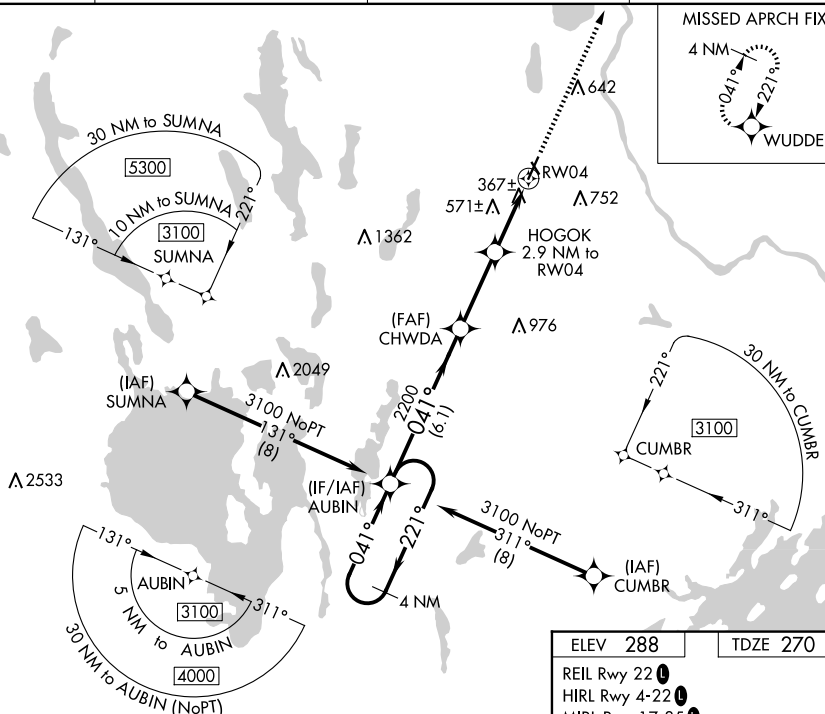 MISSED APRCH FIX
4 NM
041°
221°
WUDDE
30 NM to SUMNA
5300
10 NM to SUMNA
3100
SUMNA
131°
221°
642
RW04
367±
571±
752
1362
HOGOK
2.9 NM to
RW04
(FAF)
CHWDA
976
(IAF)
SUMNA
2049
3100 NoPT
131°
(8)
2200
041°
(6.1)
2533
(IF/IAF)
AUBIN
041°
221°
4 NM
3100 NoPT
311°
(8)
(IAF)
CUMBR
30 NM to CUMBR
221°
3100
CUMBR
311°
131°
AUBIN
311°
3100
5 NM to AUBIN
4000
30 NM to AUBIN (NoPT)
ELEV 288
TDZE 270
REIL Rwy 22 L
HIRL Rwy 4-22 L